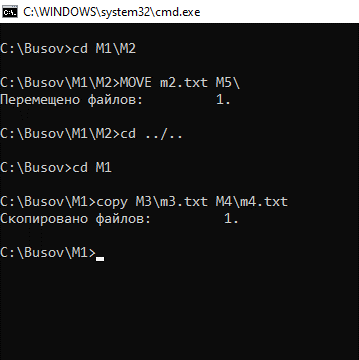 C:\WINDOWS\system32\cmd.exe
C:\Busov>cd M1\M2
C:\Busov\M1\M2>MOVE m2.txt M5\
Перемещено файлов:         1.
C:\Busov\M1\M2>cd ../..
C:\Busov>cd M1
C:\Busov\M1>copy M3\m3.txt M4\m4.txt
Скопировано файлов:         1.
C:\Busov\M1>